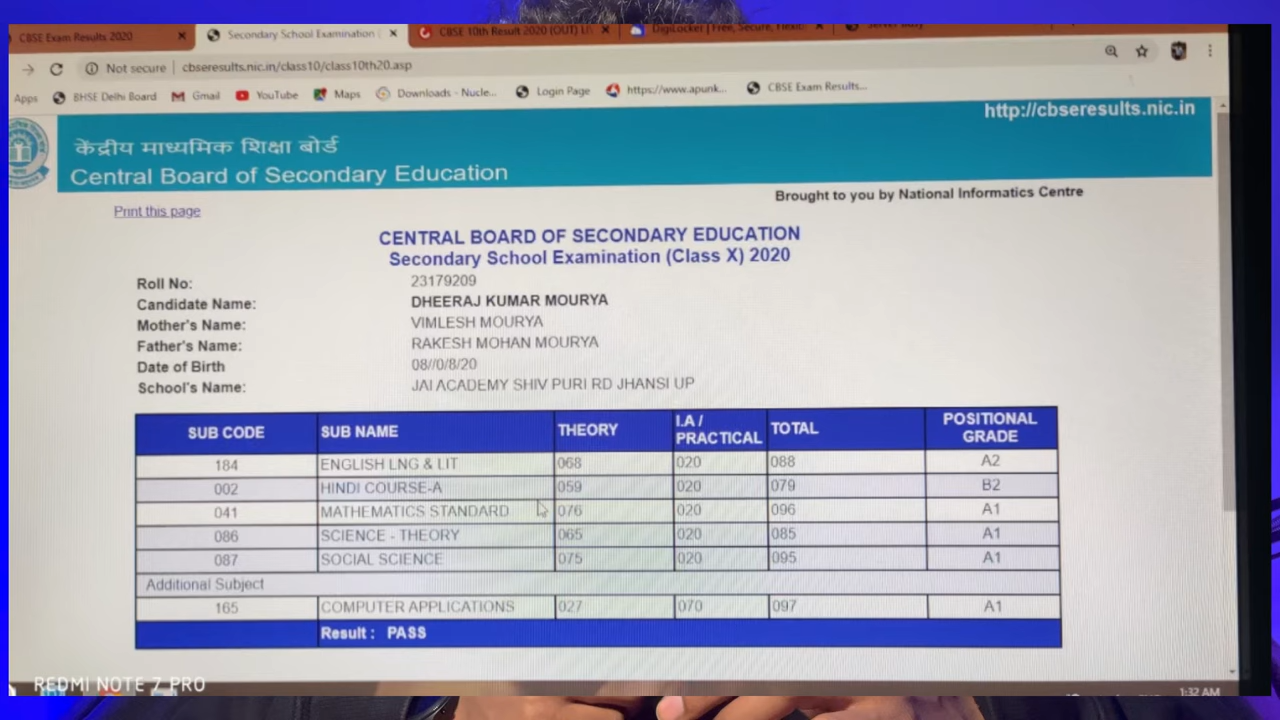 CBSE Exam Results 2020 × Secondary School Examination ( × CBSE 10th Result 2020 (OUT) × DigiLocker | Free, Secure, ×
Not secure | cbseresults.nic.in/class10/class10th20.asp
Apps BHSE Delhi Board Gmail YouTube Maps Downloads - Nucle... Login Page https://www.apunk... CBSE Exam Results...
http://cbseresults.nic.in
केंद्रीय माध्यमिक शिक्षा बोर्ड
Central Board of Secondary Education
Brought to you by National Informatics Centre
Print this page
CENTRAL BOARD OF SECONDARY EDUCATION
Secondary School Examination (Class X) 2020
Roll No: 23179209
Candidate Name: DHEERAJ KUMAR MOURYA
Mother's Name: VIMLESH MOURYA
Father's Name: RAKESH MOHAN MOURYA
Date of Birth 08//0/8/20
School's Name: JAI ACADEMY SHIV PURI RD JHANSI UP
SUB CODE SUB NAME THEORY I.A / PRACTICAL TOTAL POSITIONAL GRADE
184 ENGLISH LNG & LIT 068 020 088 A2
002 HINDI COURSE-A 059 020 079 B2
041 MATHEMATICS STANDARD 076 020 096 A1
086 SCIENCE - THEORY 065 020 085 A1
087 SOCIAL SCIENCE 075 020 095 A1
Additional Subject
165 COMPUTER APPLICATIONS 027 070 097 A1
Result : PASS
REDMI NOTE 7 PRO
1:32 AM